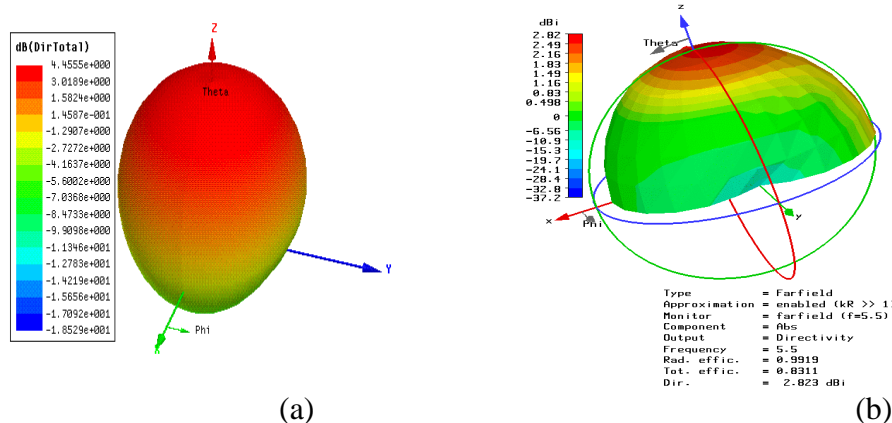 dB(DirTotal)
4.4555e+000
3.0189e+000
1.5824e+000
1.4587e-001
-1.2907e+000
-2.7272e+000
-4.1637e+000
-5.6002e+000
-7.0368e+000
-8.4733e+000
-9.9098e+000
-1.1346e+001
-1.2783e+001
-1.4219e+001
-1.5656e+001
-1.7092e+001
-1.8529e+001
Z
Theta
Y
X
Phi
(a)
dBi
2.82
2.49
2.16
1.83
1.49
1.16
0.83
0.498
0
-6.56
-10.9
-15.3
-19.7
-24.1
-28.4
-32.8
-37.2
z
Theta
x
Phi
y
Type = Farfield
Approximation = enabled (kR >> 1)
Monitor = farfield (f=5.5)
Component = Abs
Output = Directivity
Frequency = 5.5
Rad. effic. = 0.9919
Tot. effic. = 0.8311
Dir. = 2.823 dBi
(b)